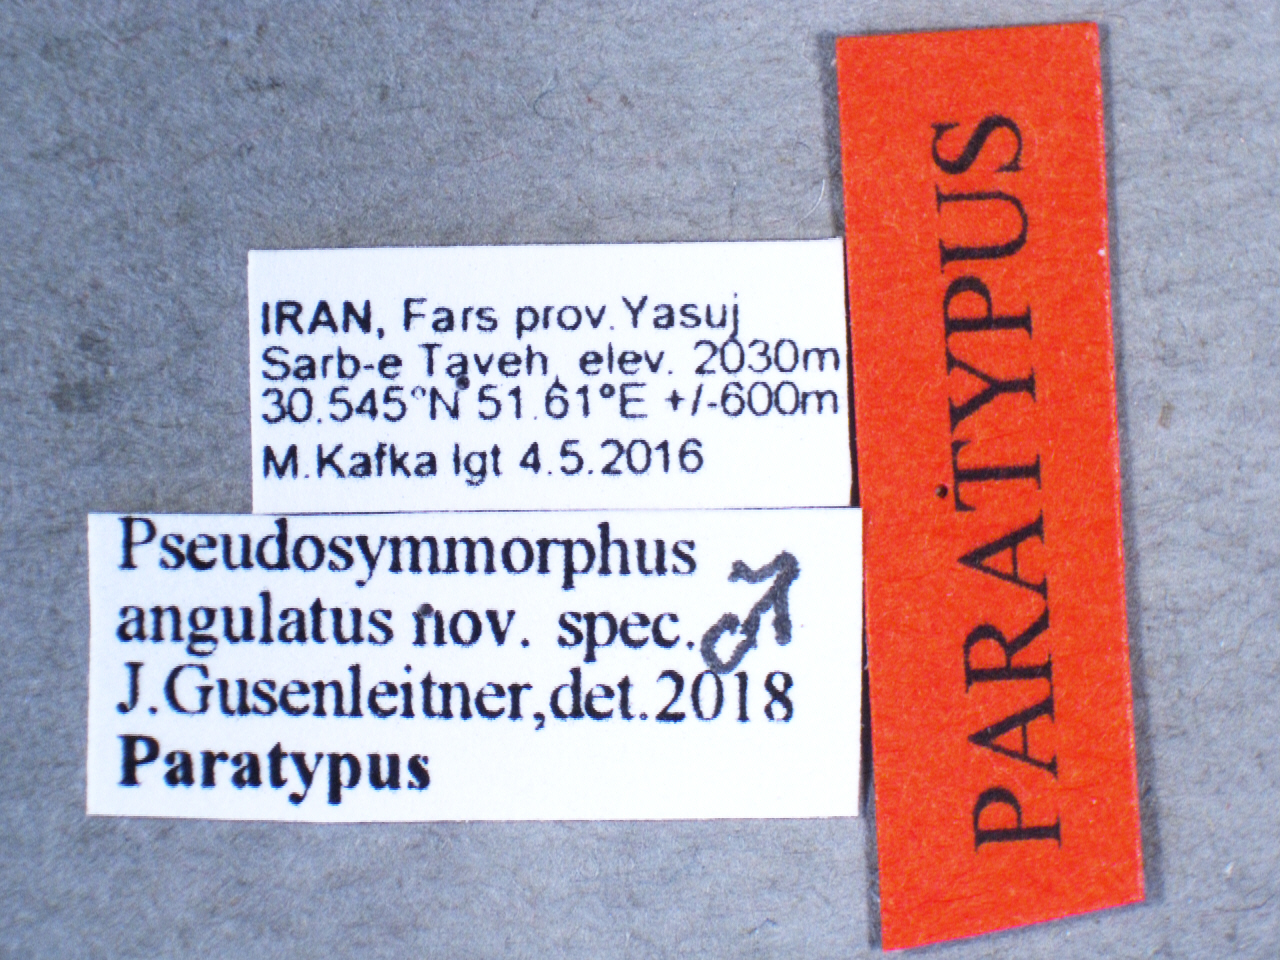 IRAN, Fars prov.Yasuj
Sarb-e Taveh, elev. 2030m
30.545°N 51.61°E +/-600m
M.Kafka lgt 4.5.2016
Pseudosymmorphus
angulatus nov. spec. ♂
J.Gusenleitner,det.2018
Paratypus
PARATYPUS